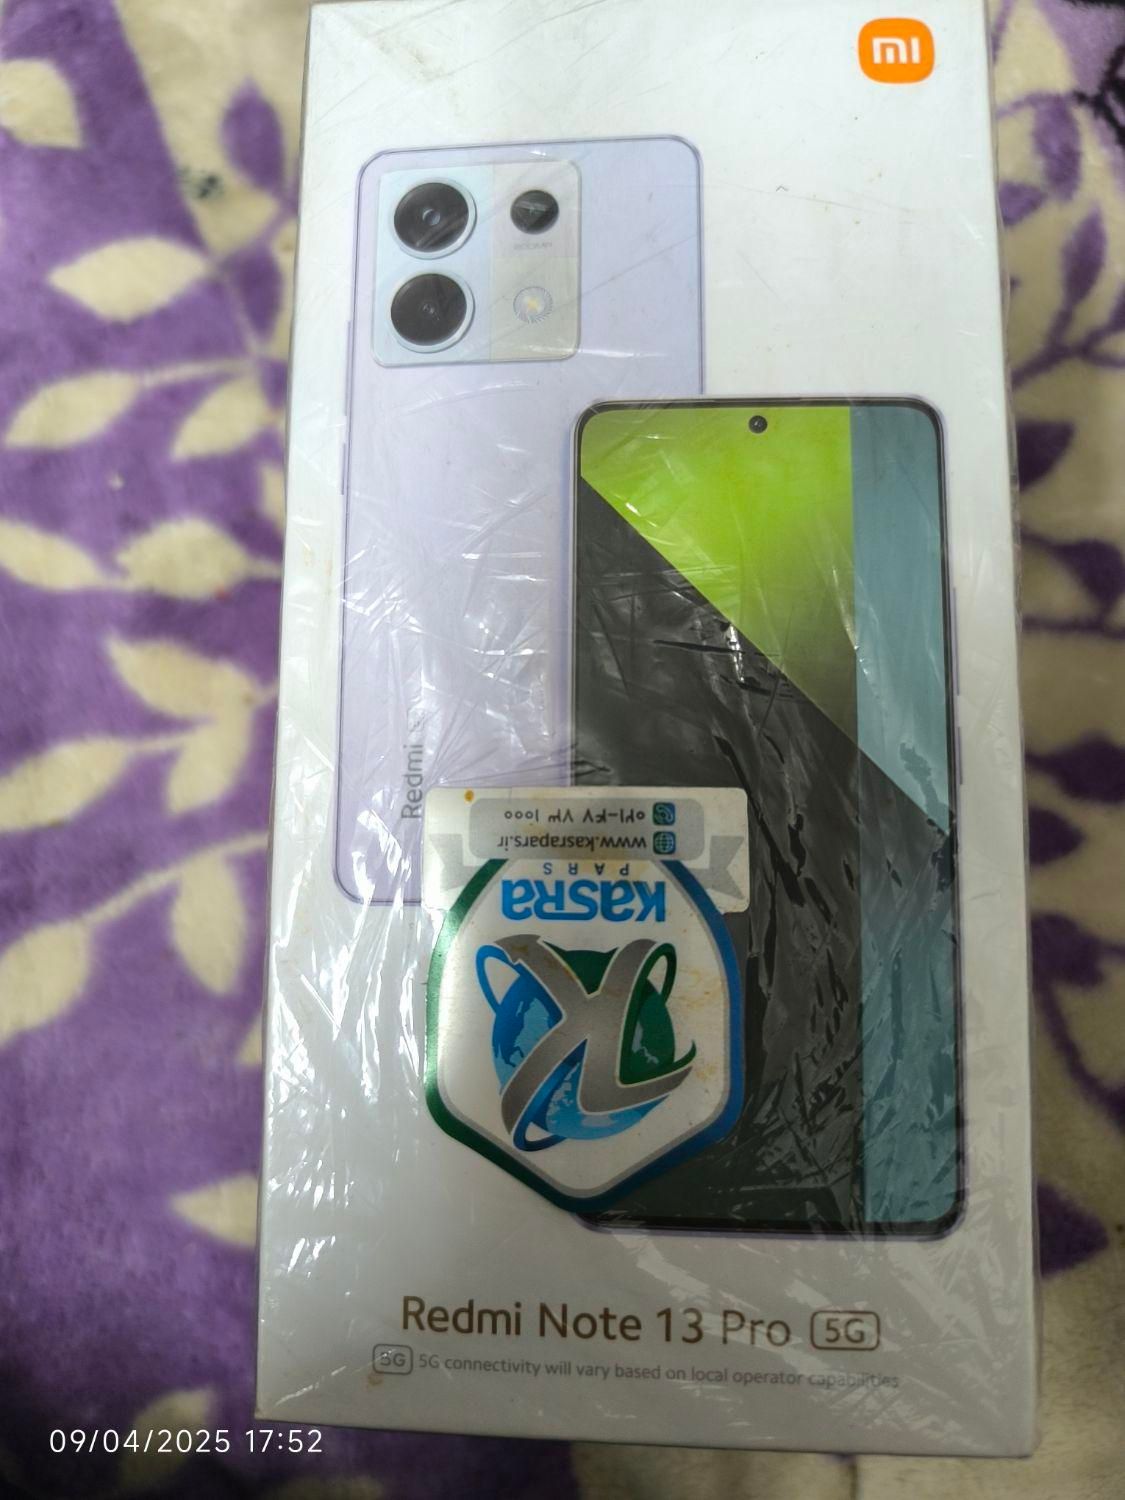 mi
Redmi
۰۲۱-۴۷ ۷۳ ۱۰۰۰
www.kasrapars.ir
PARS
KASRA
Redmi Note 13 Pro 5G
5G 5G connectivity will vary based on local operator capabilities
09/04/2025 17:52